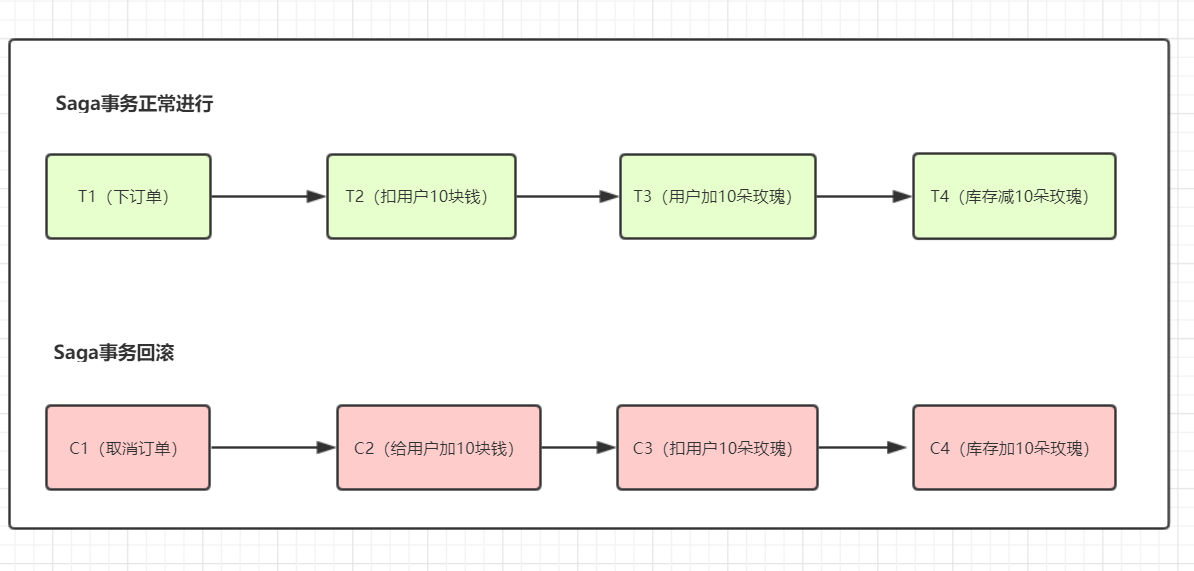 Saga事务正常进行
T1（下订单）
T2（扣用户10块钱）
T3（用户加10朵玫瑰）
T4（库存减10朵玫瑰）
Saga事务回滚
C1（取消订单）
C2（给用户加10块钱）
C3（扣用户10朵玫瑰）
C4（库存加10朵玫瑰）